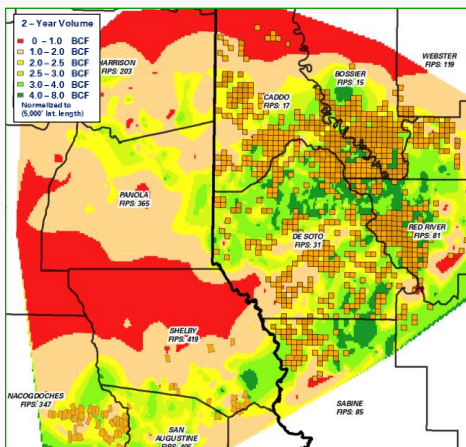 2 – Year Volume
0 – 1.0 BCF
1.0 – 2.0 BCF
2.0 – 2.5 BCF
2.5 – 3.0 BCF
3.0 – 4.0 BCF
4.0 – 8.0 BCF
Normalized to
(5,000' lat. length)
HARRISON
FIPS: 203
WEBSTER
FIPS: 119
BOSSIER
FIPS: 15
CADDO
FIPS: 17
PANOLA
FIPS: 365
DE SOTO
FIPS: 31
RED RIVER
FIPS: 81
SHELBY
FIPS: 419
NACOGDOCHES
FIPS: 347
SABINE
FIPS: 85
SAN
AUGUSTINE